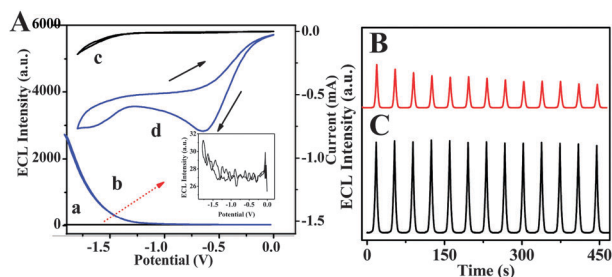 A
ECL Intensity (a.u.)
6000
4000
2000
0
c
d
b
a
0.0
-0.5
-1.0
-1.5
Current (mA)
-1.5
-1.0
-0.5
0.0
Potential (V)
ECL Intensity (a.u.)
32
30
28
26
-1.5
-1.0
-0.5
0.0
Potential (V)
B
C
ECL Intensity (a.u.)
0
150
300
450
Time (s)